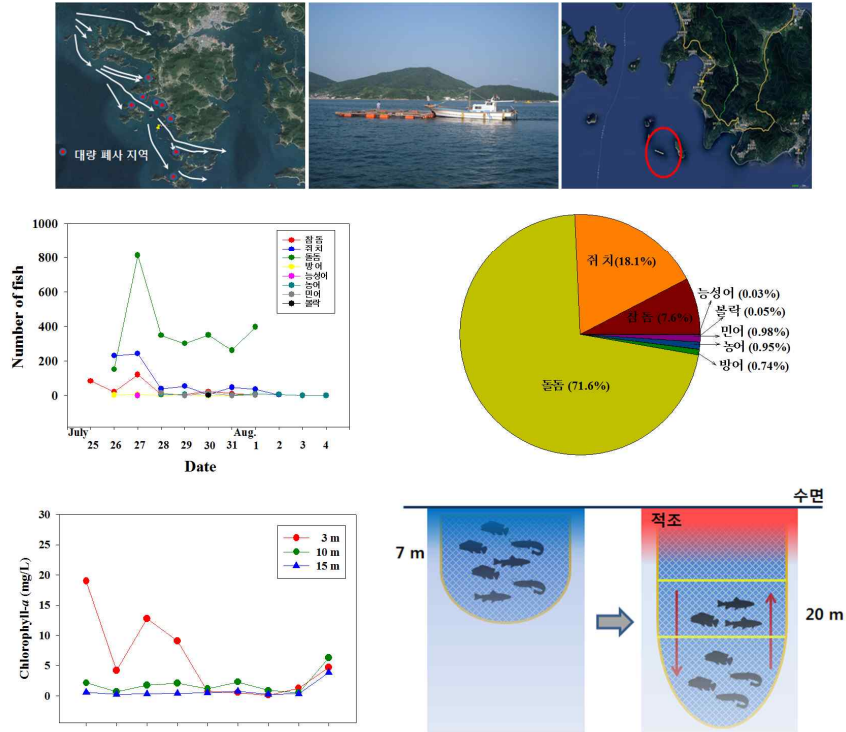 대량 폐사 지역
1000
800
600
400
200
0
Number of fish
참 돔
쥐 치
돌돔
방 어
능성어
농어
민어
볼락
July
Aug.
25 26 27 28 29 30 31 1 2 3 4
Date
쥐 치(18.1%)
능성어 (0.03%)
볼락 (0.05%)
참 돔 (7.6%)
민어 (0.98%)
농어 (0.95%)
방어 (0.74%)
돌돔 (71.6%)
30
25
20
15
10
5
0
Chlorophyll-a (mg/L)
3 m
10 m
15 m
수면
적조
7 m
20 m